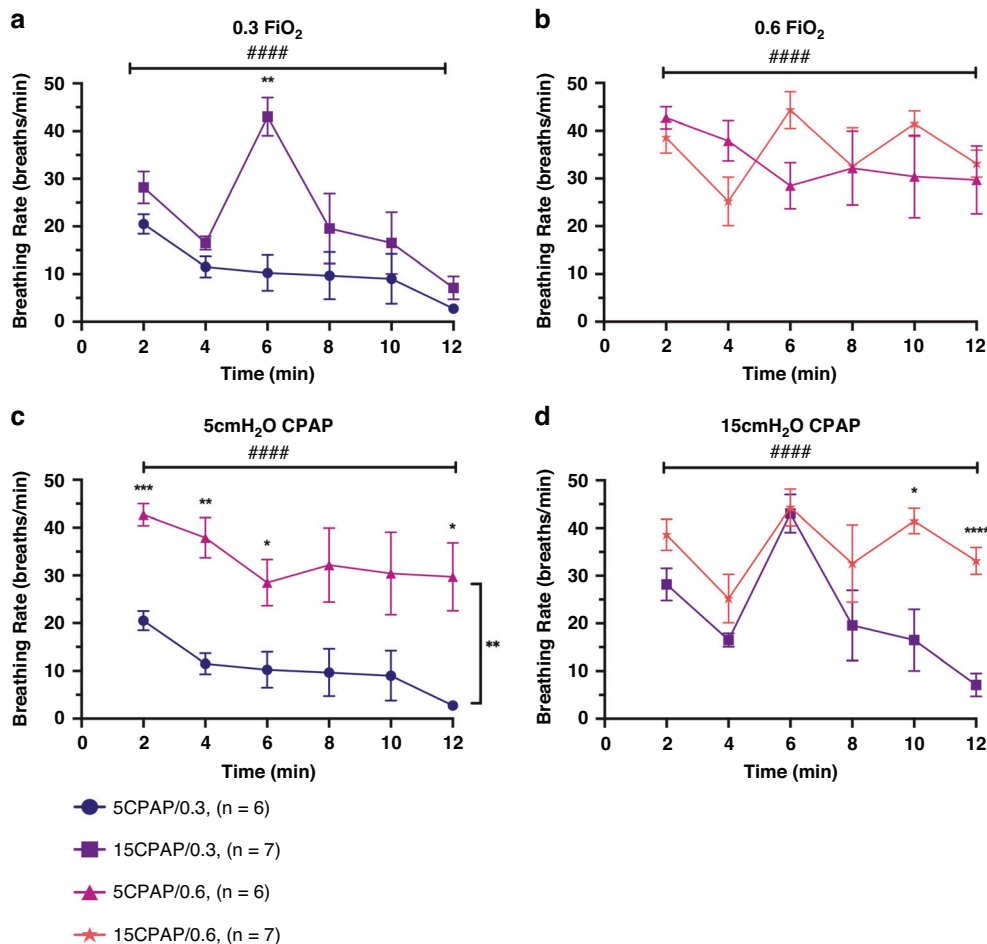 a
0.3 FiO₂
####
**
50
40
30
20
10
0
Breathing Rate (breaths/min)
0 2 4 6 8 10 12
Time (min)
b
0.6 FiO₂
####
50
40
30
20
10
0
Breathing Rate (breaths/min)
0 2 4 6 8 10 12
Time (min)
c
5cmH₂O CPAP
####
*** ** * *
**
50
40
30
20
10
0
Breathing Rate (breaths/min)
0 2 4 6 8 10 12
Time (min)
d
15cmH₂O CPAP
####
* ****
50
40
30
20
10
0
Breathing Rate (breaths/min)
0 2 4 6 8 10 12
Time (min)
5CPAP/0.3, (n = 6)
15CPAP/0.3, (n = 7)
5CPAP/0.6, (n = 6)
15CPAP/0.6, (n = 7)